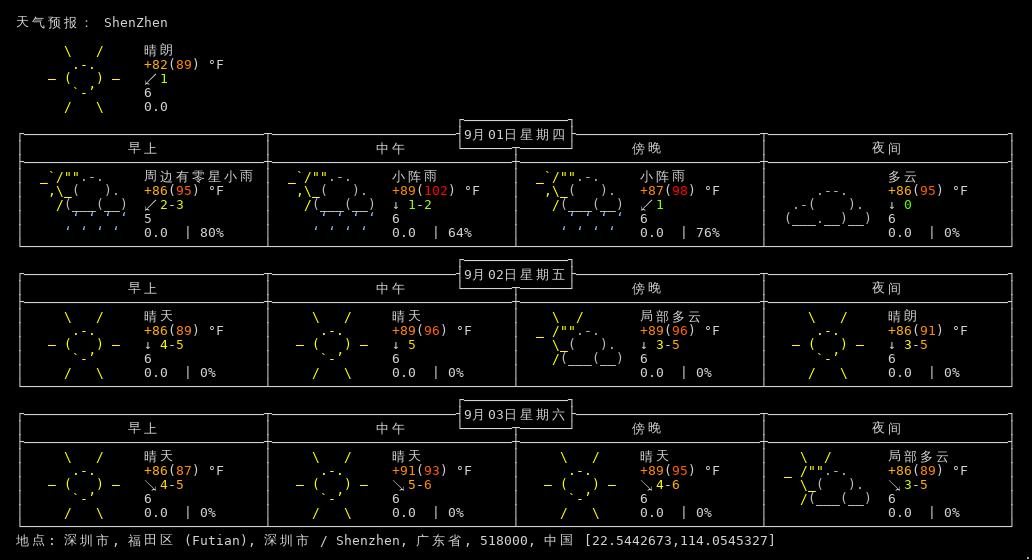 天气预报： ShenZhen
晴朗
+82(89) °F
↙ 1
6
0.0
9月01日星期四
早上 中午 傍晚 夜间
周边有零星小雨 小阵雨 小阵雨 多云
+86(95) °F +89(102) °F +87(98) °F +86(95) °F
↙ 2-3 ↓ 1-2 ↙ 1 ↓ 0
5 6 6 6
0.0 | 80% 0.0 | 64% 0.0 | 76% 0.0 | 0%
9月02日星期五
早上 中午 傍晚 夜间
晴天 晴天 局部多云 晴朗
+86(89) °F +89(96) °F +89(96) °F +86(91) °F
↓ 4-5 ↓ 5 ↓ 3-5 ↓ 3-5
6 6 6 6
0.0 | 0% 0.0 | 0% 0.0 | 0% 0.0 | 0%
9月03日星期六
早上 中午 傍晚 夜间
晴天 晴天 晴天 局部多云
+86(87) °F +91(93) °F +89(95) °F +86(89) °F
↘ 4-5 ↘ 5-6 ↘ 4-6 ↘ 3-5
6 6 6 6
0.0 | 0% 0.0 | 0% 0.0 | 0% 0.0 | 0%
地点: 深圳市, 福田区 (Futian), 深圳市 / Shenzhen, 广东省, 518000, 中国 [22.5442673,114.0545327]